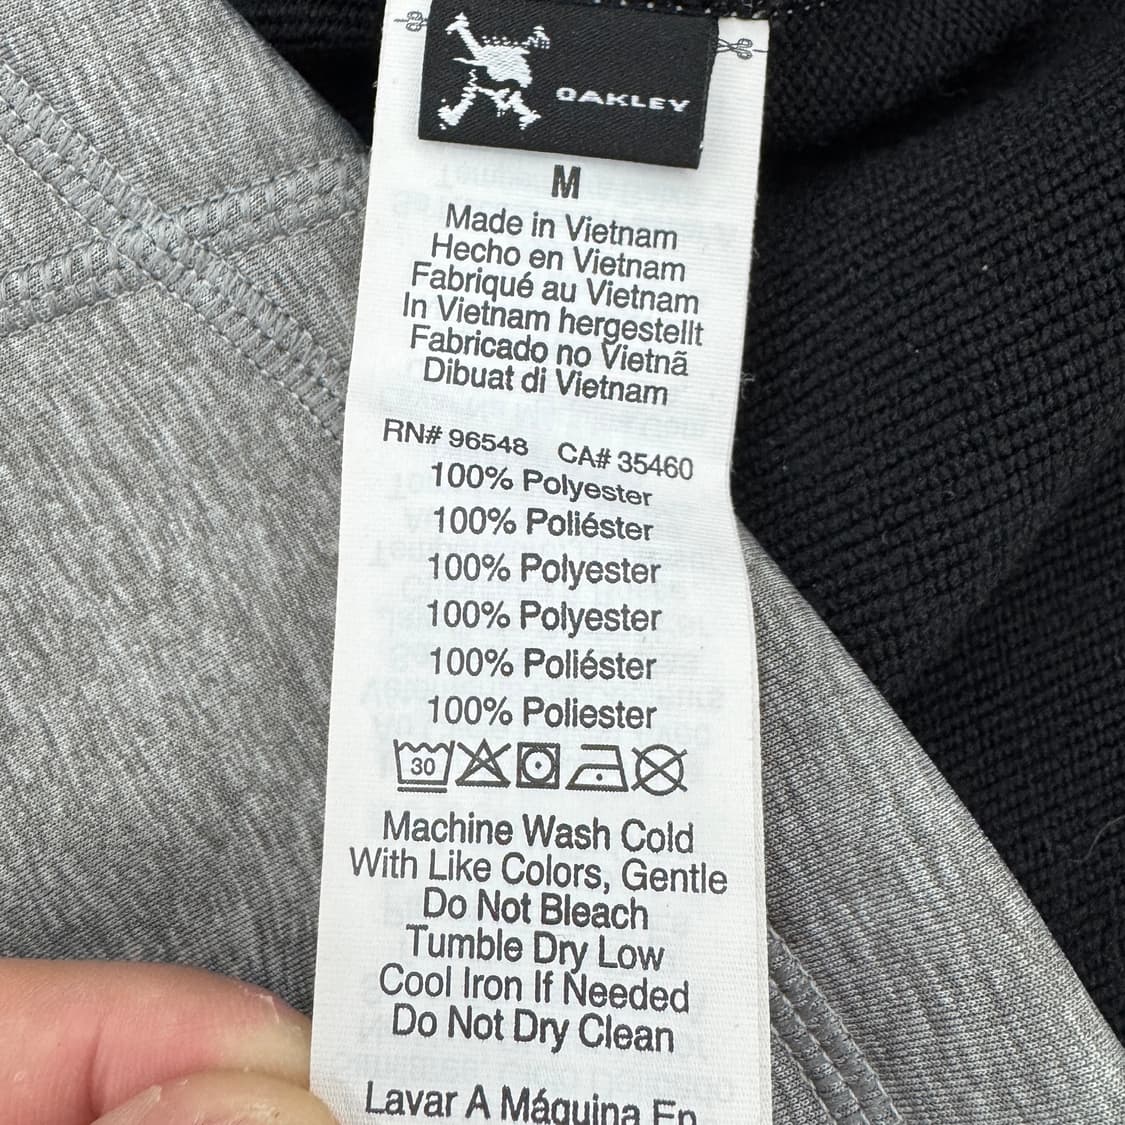 OAKLEY
M
Made in Vietnam
Hecho en Vietnam
Fabriqué au Vietnam
In Vietnam hergestellt
Fabricado no Vietnã
Dibuat di Vietnam
RN# 96548 CA# 35460
100% Polyester
100% Poliéster
100% Polyester
100% Polyester
100% Poliéster
100% Poliester
30
Machine Wash Cold
With Like Colors, Gentle
Do Not Bleach
Tumble Dry Low
Cool Iron If Needed
Do Not Dry Clean
Lavar A Máquina En